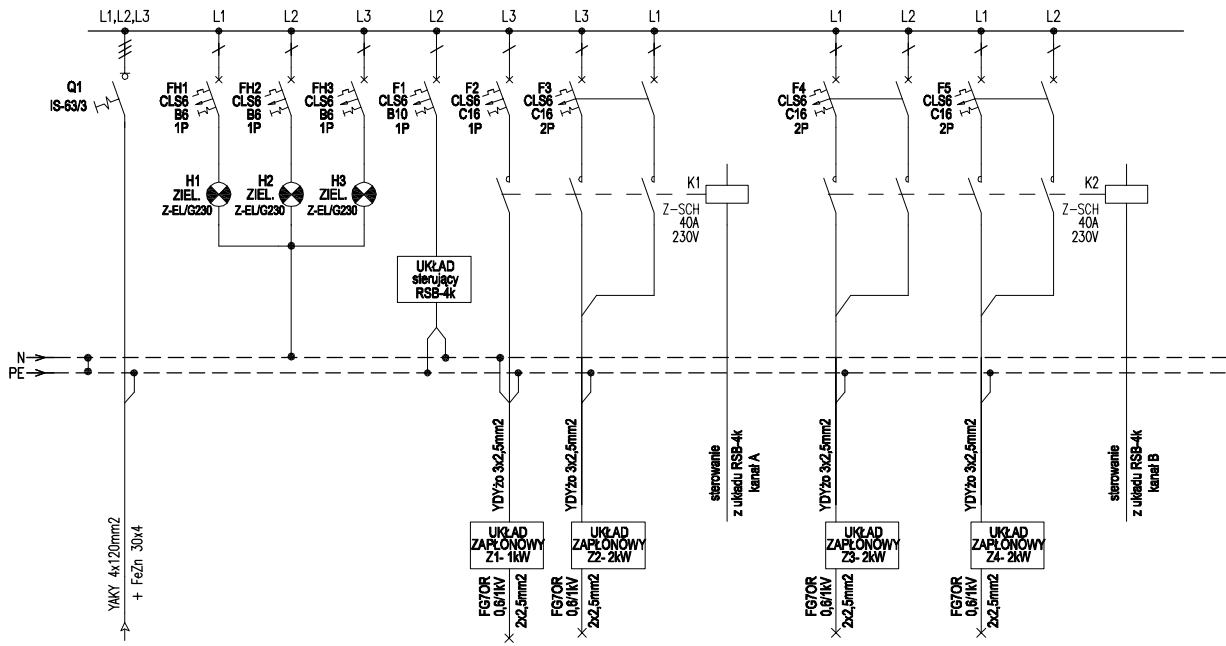 L1,L2,L3
L1
L2
L3
L2
L3
L3
L1
L1
L2
L1
L2
Q1
IS-63/3
FH1
CLS6
B6
1P
FH2
CLS6
B6
1P
FH3
CLS6
B6
1P
F1
CLS6
B10
1P
F2
CLS6
C16
1P
F3
CLS6
C16
2P
F4
CLS6
C16
2P
F5
CLS6
C16
2P
H1
ZIEL.
Z-EL/G230
H2
ZIEL.
Z-EL/G230
H3
ZIEL.
Z-EL/G230
K1
Z-SCH
40A
230V
K2
Z-SCH
40A
230V
UKŁAD
sterujący
RSB-4k
N
PE
YAKY 4x120mm2
+ FeZn 30x4
YDYżo 3x2,5mm2
YDYżo 3x2,5mm2
sterowanie
z układu RSB-4k
kanał A
YDYżo 3x2,5mm2
YDYżo 3x2,5mm2
sterowanie
z układu RSB-4k
kanał B
UKŁAD
ZAPŁONOWY
Z1- 1kW
UKŁAD
ZAPŁONOWY
Z2- 2kW
UKŁAD
ZAPŁONOWY
Z3- 2kW
UKŁAD
ZAPŁONOWY
Z4- 2kW
FG7OR
0,6/1kV
2x2,5mm2
FG7OR
0,6/1kV
2x2,5mm2
FG7OR
0,6/1kV
2x2,5mm2
FG7OR
0,6/1kV
2x2,5mm2